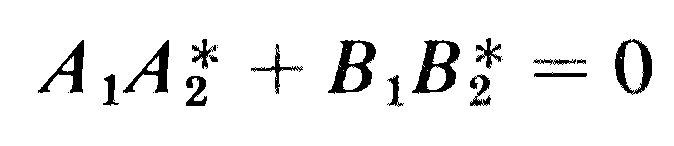 A₁A₂* + B₁B₂* = 0